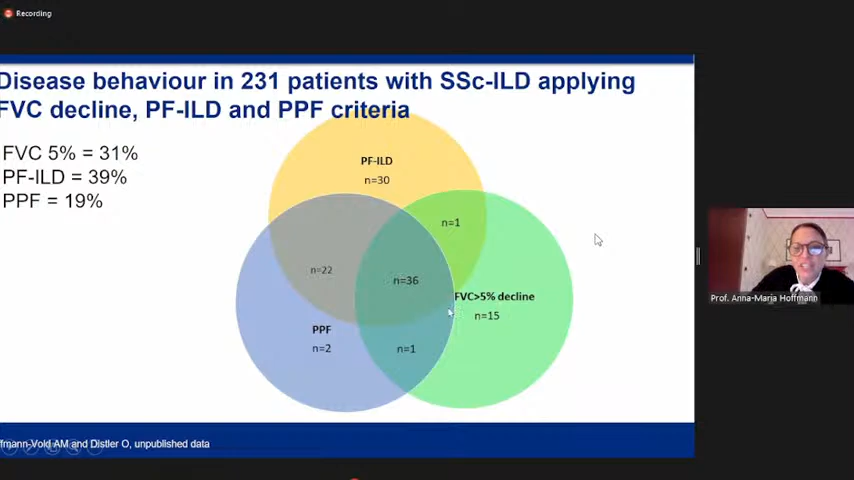 Recording
Disease behaviour in 231 patients with SSc-ILD applying
FVC decline, PF-ILD and PPF criteria
FVC 5% = 31%
PF-ILD = 39%
PPF = 19%
PF-ILD
n=30
n=1
n=22
n=36
FVC>5% decline
n=15
PPF
n=2
n=1
Prof. Anna-Maria Hoffmann
ffmann-Vold AM and Distler O, unpublished data